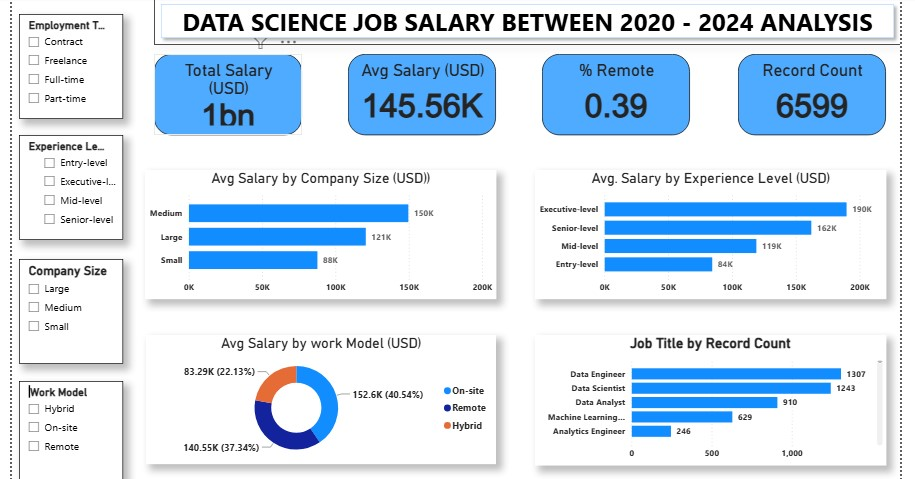 DATA SCIENCE JOB SALARY BETWEEN 2020 - 2024 ANALYSIS
Employment T...
Contract
Freelance
Full-time
Part-time
Experience Le...
Entry-level
Executive-l...
Mid-level
Senior-level
Company Size
Large
Medium
Small
Work Model
Hybrid
On-site
Remote
Total Salary
(USD)
1bn
Avg Salary (USD)
145.56K
% Remote
0.39
Record Count
6599
Avg Salary by Company Size (USD))
Medium 150K
Large 121K
Small 88K
0K 50K 100K 150K 200K
Avg. Salary by Experience Level (USD)
Executive-level 190K
Senior-level 162K
Mid-level 119K
Entry-level 84K
0K 50K 100K 150K 200K
Avg Salary by work Model (USD)
83.29K (22.13%)
152.6K (40.54%)
140.55K (37.34%)
On-site
Remote
Hybrid
Job Title by Record Count
Data Engineer 1307
Data Scientist 1243
Data Analyst 910
Machine Learning... 629
Analytics Engineer 246
0 500 1,000